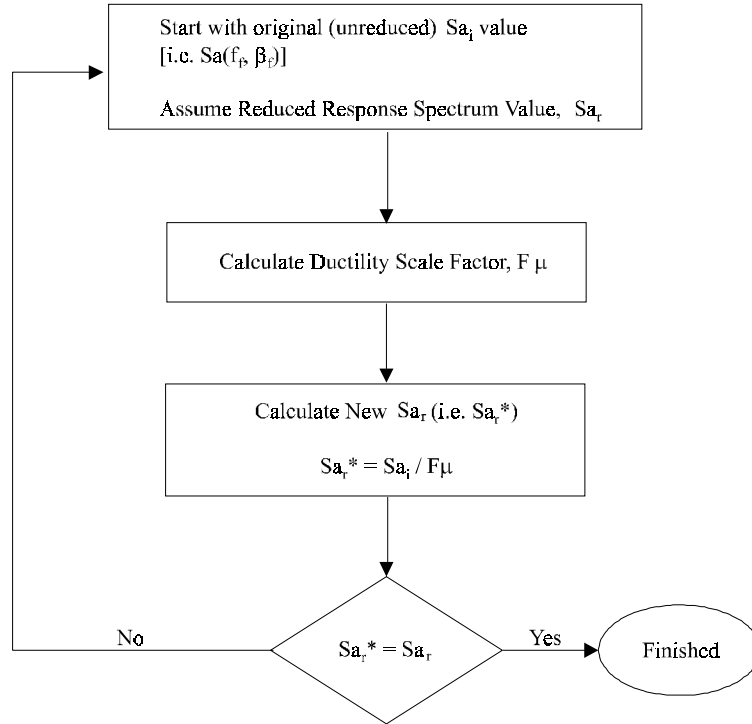 Start with original (unreduced) Saᵢ value
[i.e. Sa(f_f, β_f)]
Assume Reduced Response Spectrum Value, Saᵣ
Calculate Ductility Scale Factor, F μ
Calculate New Saᵣ (i.e. Saᵣ*)
Saᵣ* = Saᵢ / Fμ
No
Saᵣ* = Saᵣ
Yes
Finished